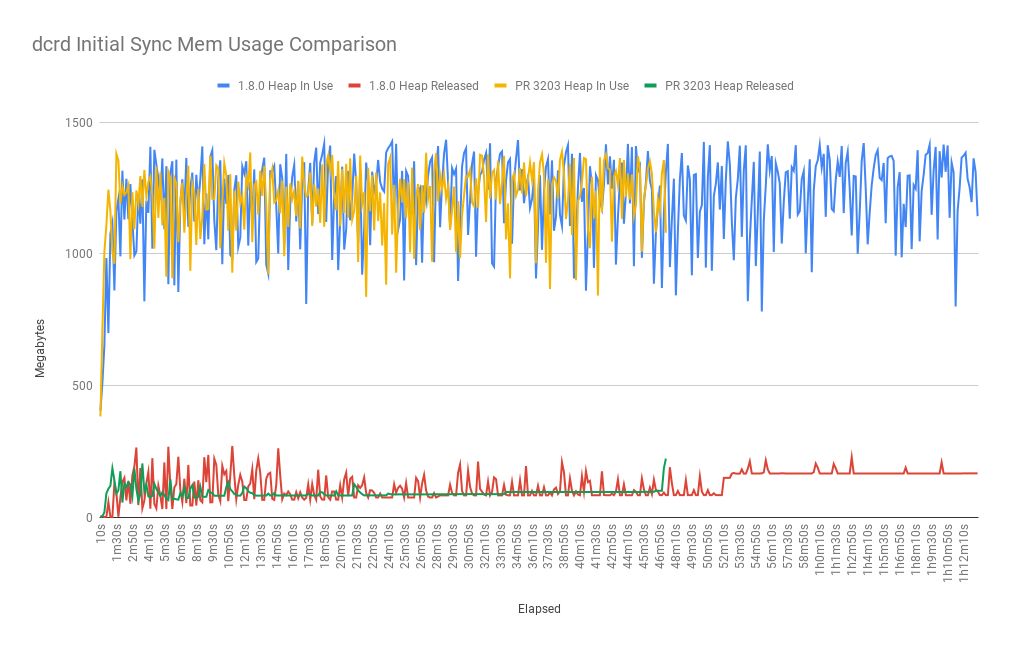 dcrd Initial Sync Mem Usage Comparison
1.8.0 Heap In Use 1.8.0 Heap Released PR 3203 Heap In Use PR 3203 Heap Released
1500
1000
500
0
Megabytes
10s 1m30s 2m50s 4m10s 5m30s 6m50s 8m10s 9m30s 10m50s 12m10s 13m30s 14m50s 16m10s 17m30s 18m50s 20m10s 21m30s 22m50s 24m10s 25m30s 26m50s 28m10s 29m30s 30m50s 32m10s 33m30s 34m50s 36m10s 37m30s 38m50s 40m10s 41m30s 42m50s 44m10s 45m30s 46m50s 48m10s 49m30s 50m50s 52m10s 53m30s 54m50s 56m10s 57m30s 58m50s 1h0m10s 1h1m30s 1h2m50s 1h4m10s 1h5m30s 1h6m50s 1h8m10s 1h9m30s 1h10m50s 1h12m10s
Elapsed